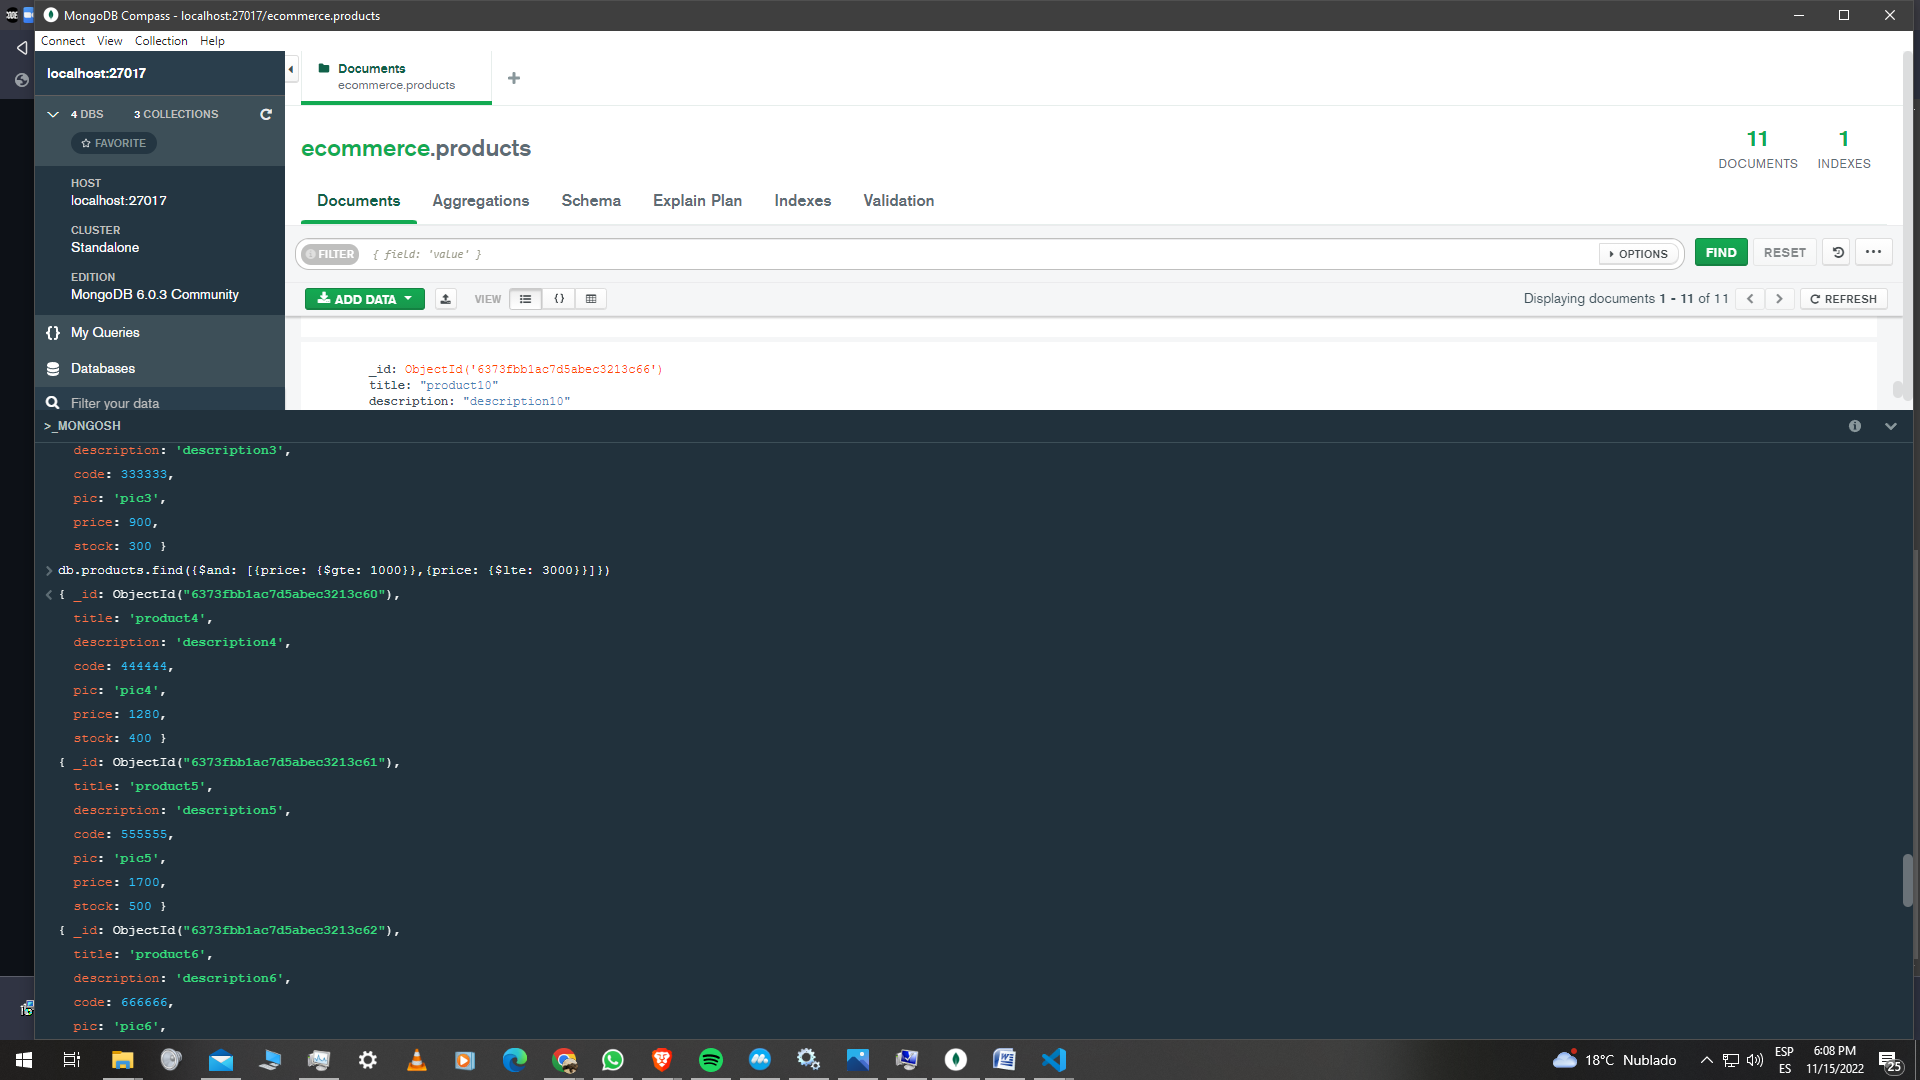 MongoDB Compass - localhost:27017/ecommerce.products
Connect View Collection Help
localhost:27017
4 DBS 3 COLLECTIONS
FAVORITE
HOST
localhost:27017
CLUSTER
Standalone
EDITION
MongoDB 6.0.3 Community
My Queries
Databases
Filter your data
Documents
ecommerce.products
ecommerce.products
11
DOCUMENTS
1
INDEXES
Documents Aggregations Schema Explain Plan Indexes Validation
FILTER { field: 'value' } OPTIONS FIND RESET
ADD DATA VIEW Displaying documents 1 - 11 of 11 REFRESH
_id: ObjectId('6373fbb1ac7d5abec3213c66')
title: "product10"
description: "description10"
>_MONGOSH
description: 'description3',
code: 333333,
pic: 'pic3',
price: 900,
stock: 300 }
db.products.find({$and: [{price: {$gte: 1000}},{price: {$lte: 3000}}]})
{ _id: ObjectId("6373fbb1ac7d5abec3213c60"),
title: 'product4',
description: 'description4',
code: 444444,
pic: 'pic4',
price: 1280,
stock: 400 }
{ _id: ObjectId("6373fbb1ac7d5abec3213c61"),
title: 'product5',
description: 'description5',
code: 555555,
pic: 'pic5',
price: 1700,
stock: 500 }
{ _id: ObjectId("6373fbb1ac7d5abec3213c62"),
title: 'product6',
description: 'description6',
code: 666666,
pic: 'pic6',
18°C Nublado
ESP
ES
6:08 PM
11/15/2022
25